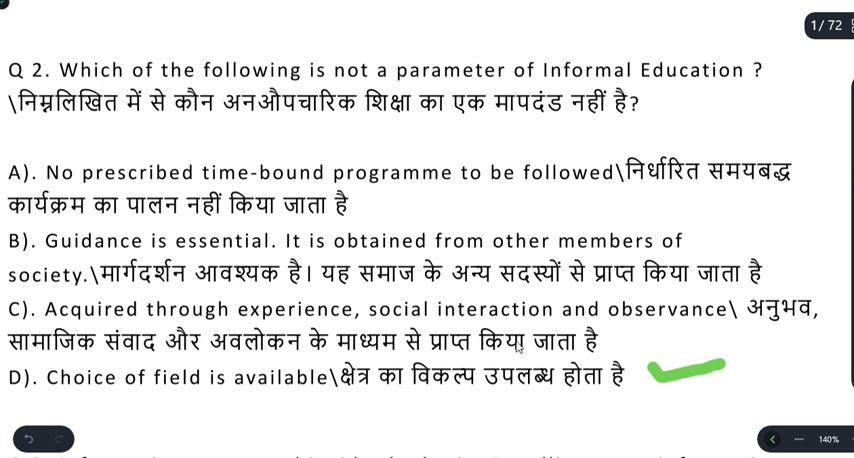 1/ 72
Q 2. Which of the following is not a parameter of Informal Education ?
\निम्नलिखित में से कौन अनऔपचारिक शिक्षा का एक मापदंड नहीं है?
A). No prescribed time-bound programme to be followed\निर्धारित समयबद्ध
कार्यक्रम का पालन नहीं किया जाता है
B). Guidance is essential. It is obtained from other members of
society.\मार्गदर्शन आवश्यक है। यह समाज के अन्य सदस्यों से प्राप्त किया जाता है
C). Acquired through experience, social interaction and observance\ अनुभव,
सामाजिक संवाद और अवलोकन के माध्यम से प्राप्त किया जाता है
D). Choice of field is available\क्षेत्र का विकल्प उपलब्ध होता है
140%